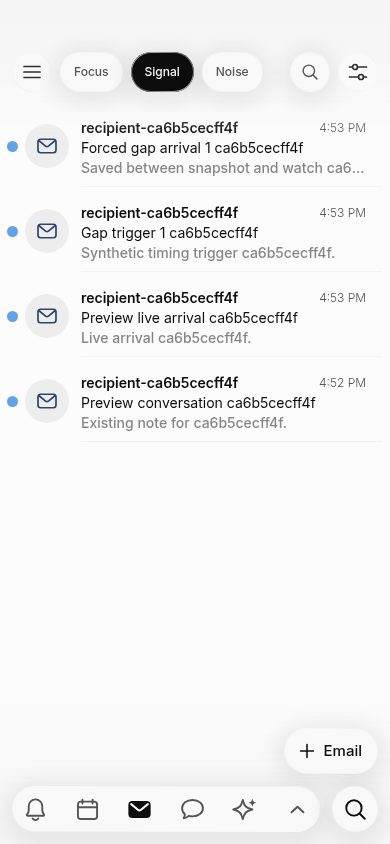 Focus
Signal
Noise
recipient-ca6b5cecff4f 4:53 PM
Forced gap arrival 1 ca6b5cecff4f
Saved between snapshot and watch ca6...
recipient-ca6b5cecff4f 4:53 PM
Gap trigger 1 ca6b5cecff4f
Synthetic timing trigger ca6b5cecff4f.
recipient-ca6b5cecff4f 4:53 PM
Preview live arrival ca6b5cecff4f
Live arrival ca6b5cecff4f.
recipient-ca6b5cecff4f 4:52 PM
Preview conversation ca6b5cecff4f
Existing note for ca6b5cecff4f.
Email